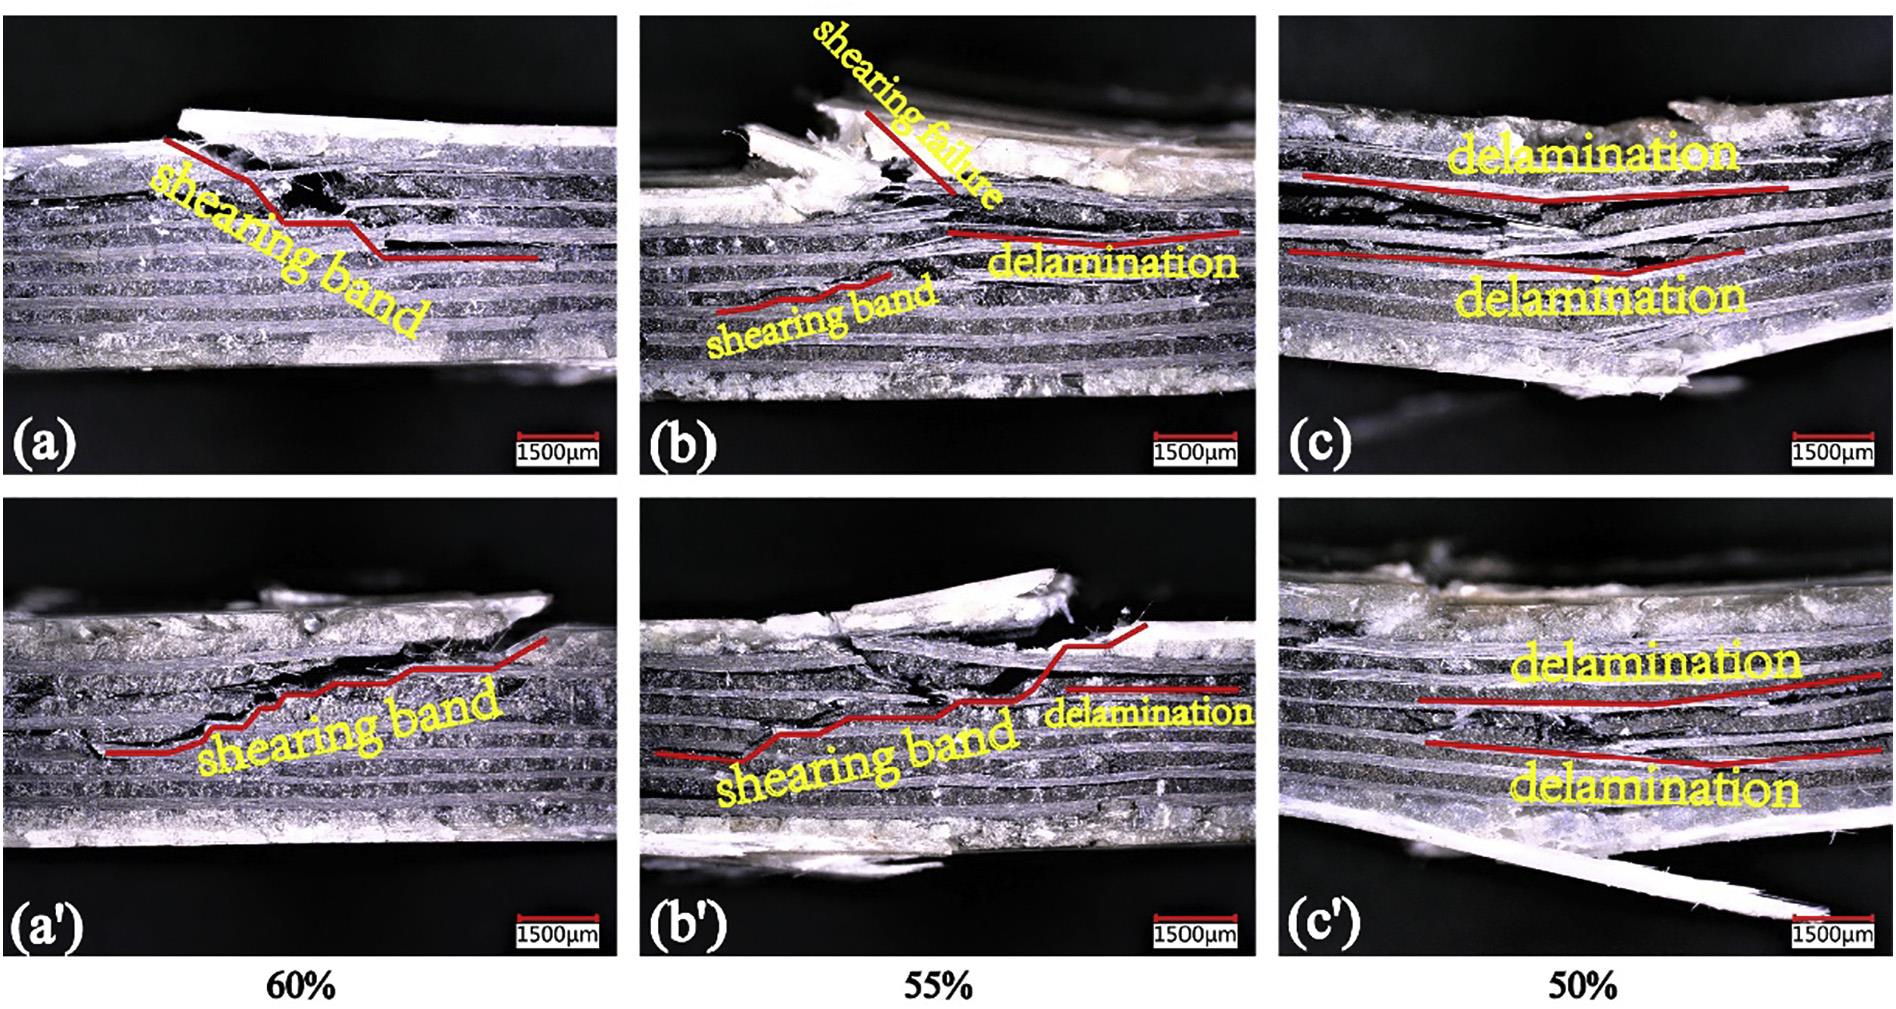 shearing band
(a)
1500μm
shearing failure
delamination
shearing band
(b)
1500μm
delamination
delamination
(c)
1500μm
shearing band
(a')
1500μm
delamination
shearing band
(b')
1500μm
delamination
delamination
(c')
1500μm
60%
55%
50%